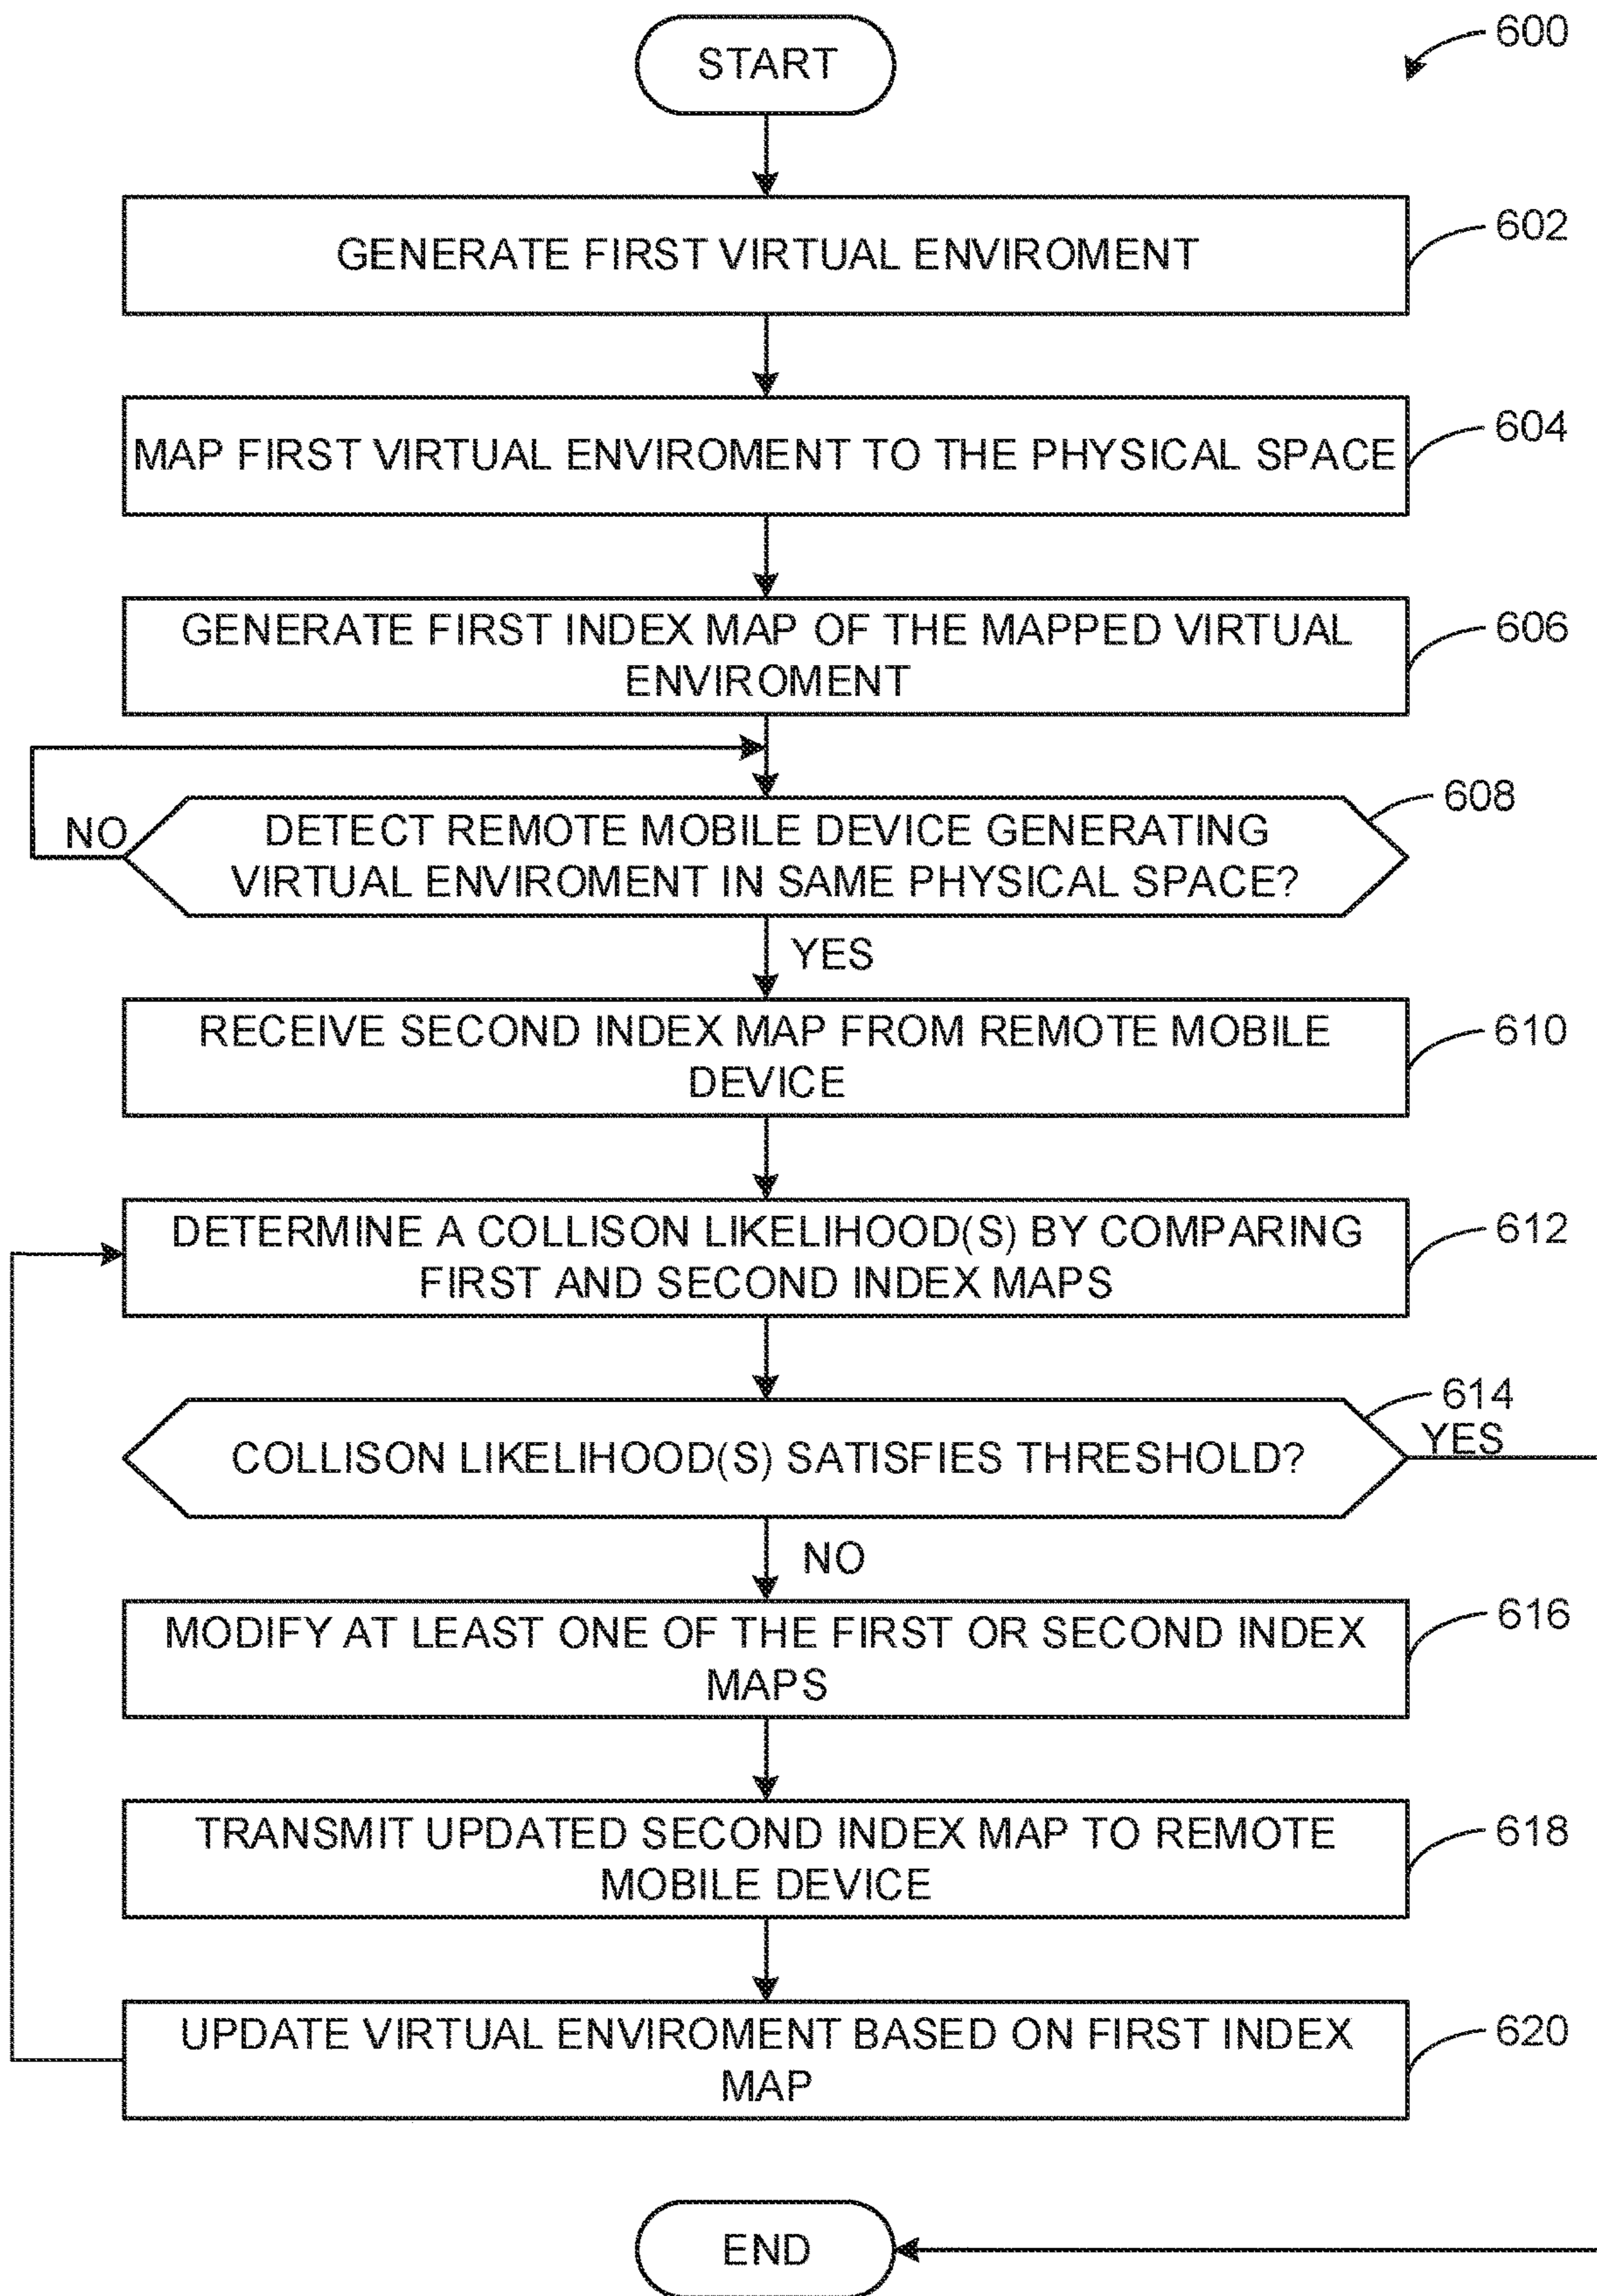 START
600
GENERATE FIRST VIRTUAL ENVIROMENT
602
MAP FIRST VIRTUAL ENVIROMENT TO THE PHYSICAL SPACE
604
GENERATE FIRST INDEX MAP OF THE MAPPED VIRTUAL
ENVIROMENT
606
DETECT REMOTE MOBILE DEVICE GENERATING
VIRTUAL ENVIROMENT IN SAME PHYSICAL SPACE?
608
NO
YES
RECEIVE SECOND INDEX MAP FROM REMOTE MOBILE
DEVICE
610
DETERMINE A COLLISON LIKELIHOOD(S) BY COMPARING
FIRST AND SECOND INDEX MAPS
612
COLLISON LIKELIHOOD(S) SATISFIES THRESHOLD?
614
YES
NO
MODIFY AT LEAST ONE OF THE FIRST OR SECOND INDEX
MAPS
616
TRANSMIT UPDATED SECOND INDEX MAP TO REMOTE
MOBILE DEVICE
618
UPDATE VIRTUAL ENVIROMENT BASED ON FIRST INDEX
MAP
620
END